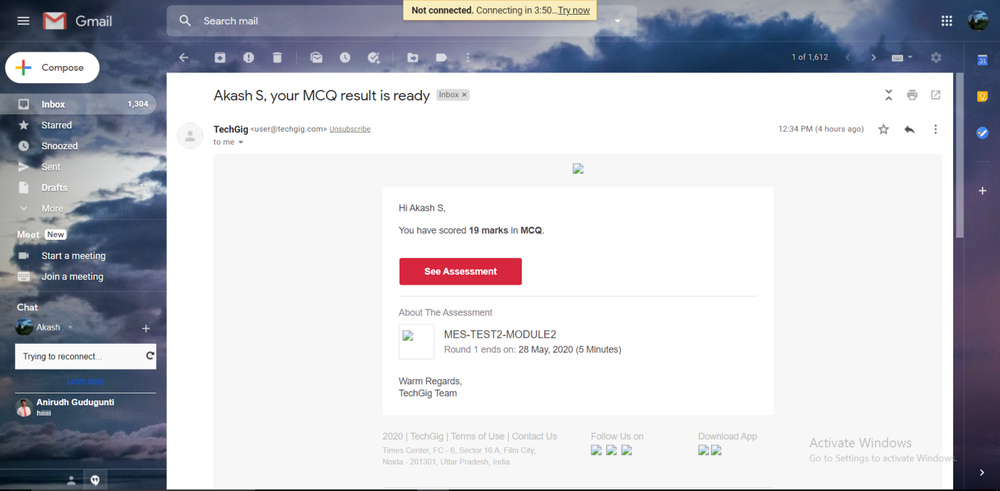 Not connected. Connecting in 3:50...Try now
Gmail
Search mail
Compose
1 of 1,612
31
Inbox 1,304
Starred
Snoozed
Sent
Drafts 11
More
Meet New
Start a meeting
Join a meeting
Chat
Akash .
Trying to reconnect...
Learn more
Anirudh Gudugunti
hiiiii
Akash S, your MCQ result is ready Inbox ×
TechGig <user@techgig.com> Unsubscribe 12:34 PM (4 hours ago)
to me
Hi Akash S,
You have scored 19 marks in MCQ.
See Assessment
About The Assessment
MES-TEST2-MODULE2
Round 1 ends on: 28 May, 2020 (5 Minutes)
Warm Regards,
TechGig Team
2020 | TechGig | Terms of Use | Contact Us
Times Center, FC - 6, Sector 16 A, Film City,
Noida - 201301, Uttar Pradesh, India
Follow Us on
Download App
Activate Windows
Go to Settings to activate Windows.